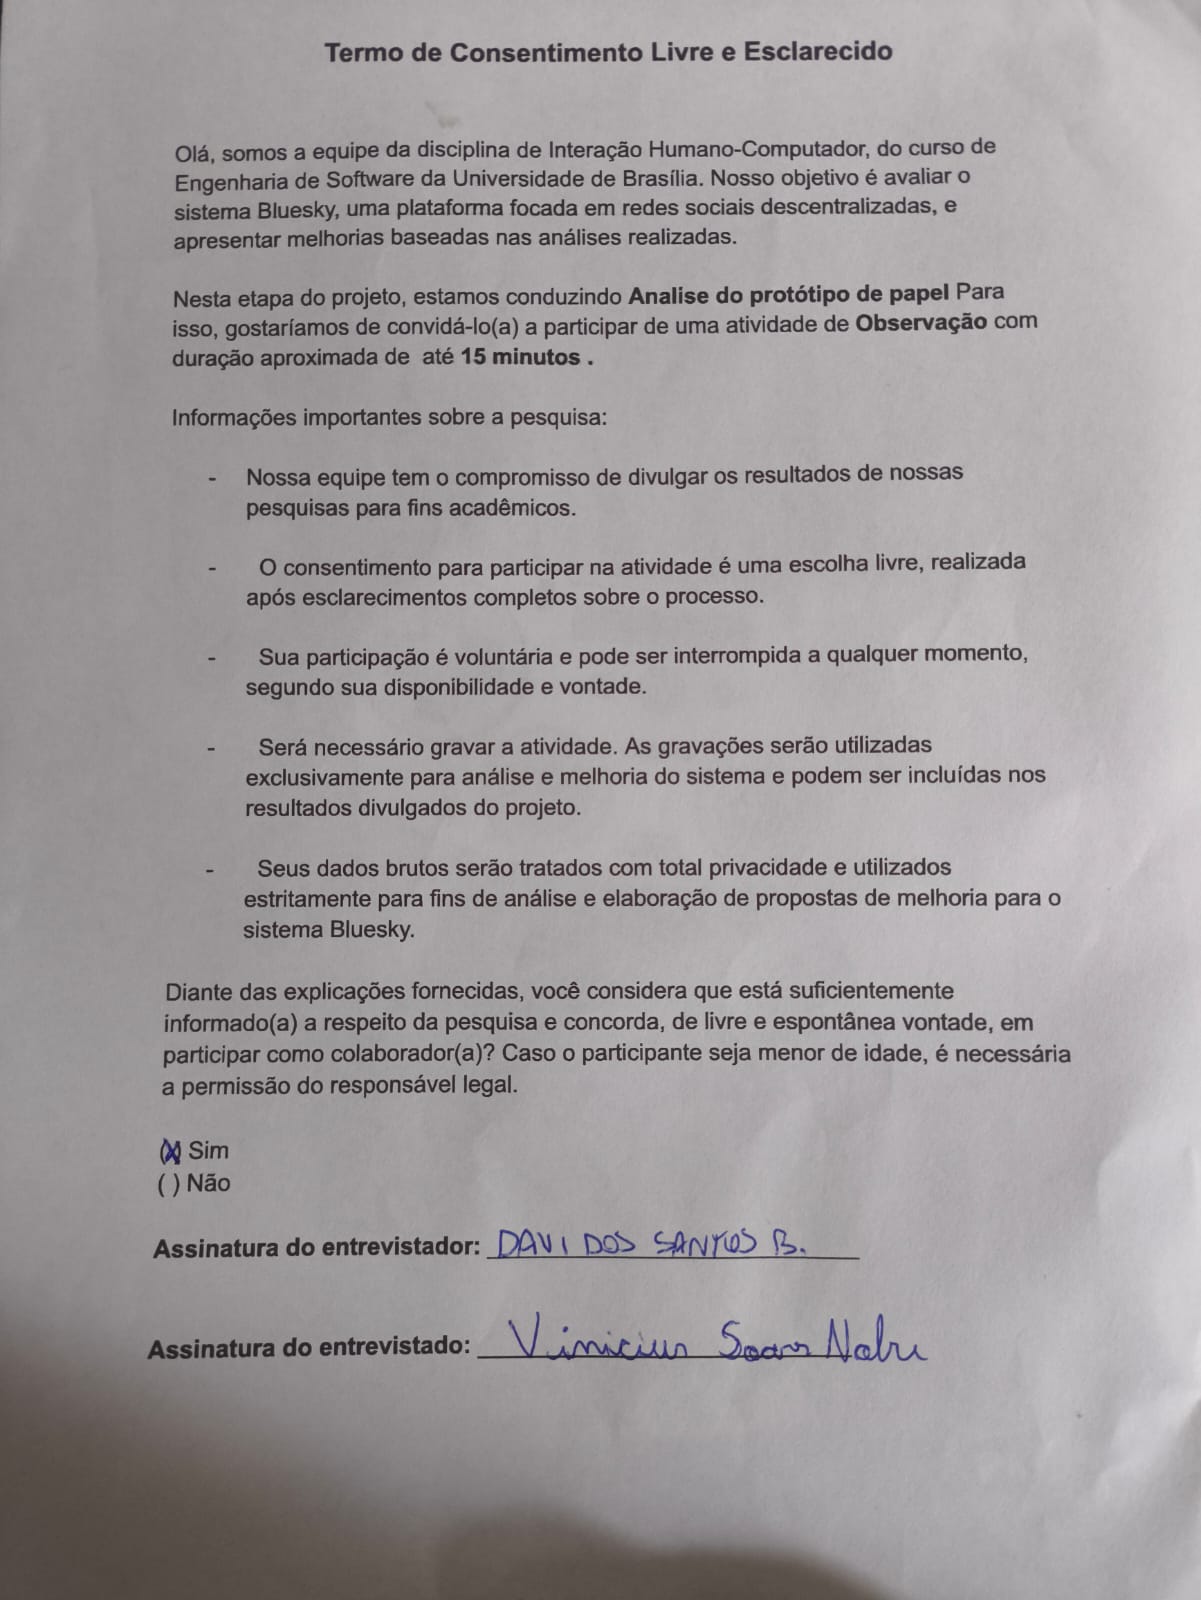 Termo de Consentimento Livre e Esclarecido
Olá, somos a equipe da disciplina de Interação Humano-Computador, do curso de
Engenharia de Software da Universidade de Brasília. Nosso objetivo é avaliar o
sistema Bluesky, uma plataforma focada em redes sociais descentralizadas, e
apresentar melhorias baseadas nas análises realizadas.
Nesta etapa do projeto, estamos conduzindo Analise do protótipo de papel Para
isso, gostaríamos de convidá-lo(a) a participar de uma atividade de Observação com
duração aproximada de até 15 minutos .
Informações importantes sobre a pesquisa:
- Nossa equipe tem o compromisso de divulgar os resultados de nossas
pesquisas para fins acadêmicos.
- O consentimento para participar na atividade é uma escolha livre, realizada
após esclarecimentos completos sobre o processo.
- Sua participação é voluntária e pode ser interrompida a qualquer momento,
segundo sua disponibilidade e vontade.
- Será necessário gravar a atividade. As gravações serão utilizadas
exclusivamente para análise e melhoria do sistema e podem ser incluídas nos
resultados divulgados do projeto.
- Seus dados brutos serão tratados com total privacidade e utilizados
estritamente para fins de análise e elaboração de propostas de melhoria para o
sistema Bluesky.
Diante das explicações fornecidas, você considera que está suficientemente
informado(a) a respeito da pesquisa e concorda, de livre e espontânea vontade, em
participar como colaborador(a)? Caso o participante seja menor de idade, é necessária
a permissão do responsável legal.
(X) Sim
( ) Não
Assinatura do entrevistador: DAVI DOS SANTOS B.
Assinatura do entrevistado: Vinicius Soares Nobre